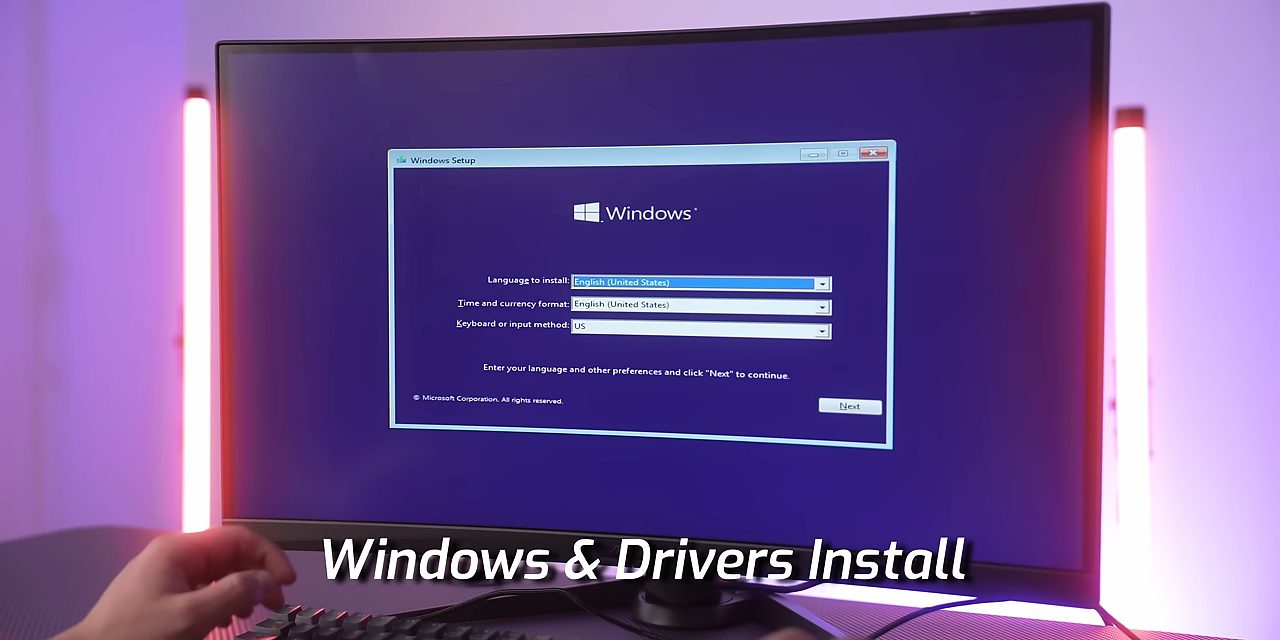 Windows Setup
Windows
Language to install: English (United States)
Time and currency format: English (United States)
Keyboard or input method: US
Enter your language and other preferences and click "Next" to continue.
© Microsoft Corporation. All rights reserved.
Next
Windows & Drivers Install